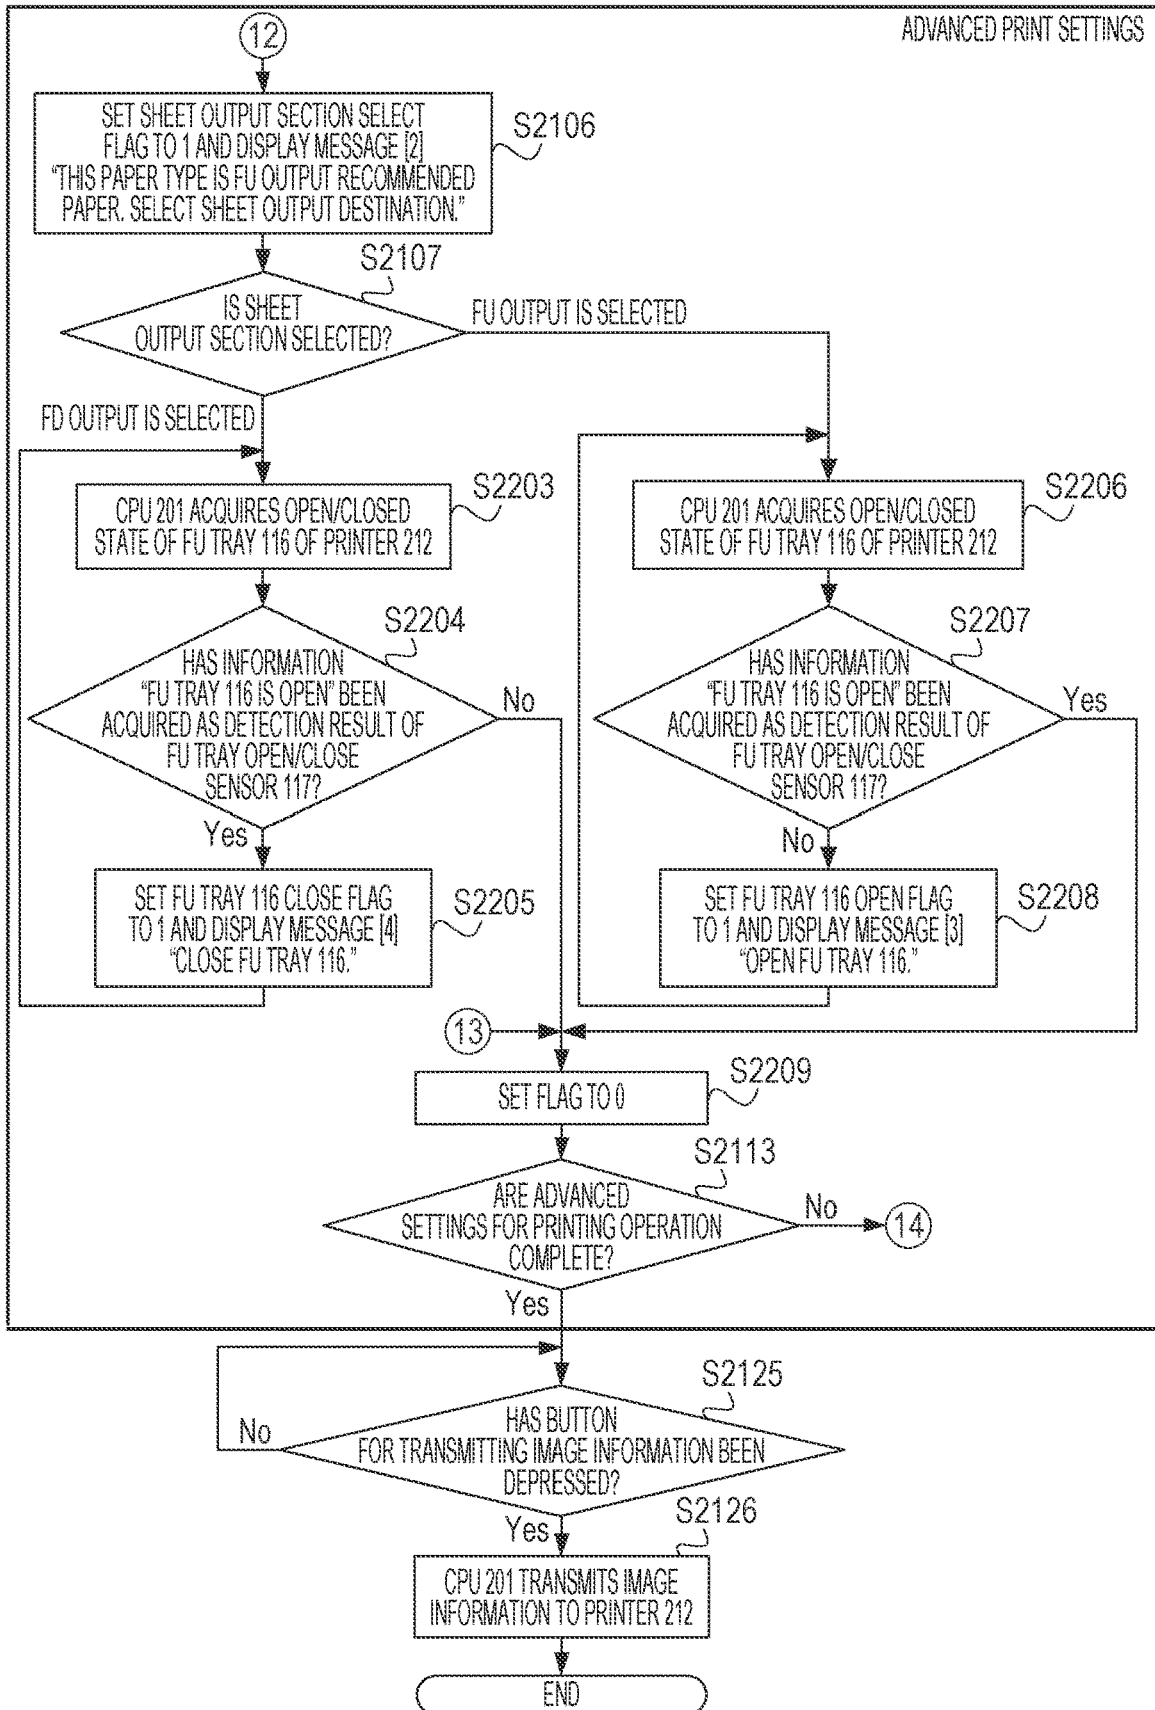 ADVANCED PRINT SETTINGS
12
SET SHEET OUTPUT SECTION SELECT
FLAG TO 1 AND DISPLAY MESSAGE [2]
"THIS PAPER TYPE IS FU OUTPUT RECOMMENDED
PAPER. SELECT SHEET OUTPUT DESTINATION."
S2106
S2107
IS SHEET
OUTPUT SECTION SELECTED?
FU OUTPUT IS SELECTED
FD OUTPUT IS SELECTED
S2203
CPU 201 ACQUIRES OPEN/CLOSED
STATE OF FU TRAY 116 OF PRINTER 212
S2206
CPU 201 ACQUIRES OPEN/CLOSED
STATE OF FU TRAY 116 OF PRINTER 212
S2204
HAS INFORMATION
"FU TRAY 116 IS OPEN" BEEN
ACQUIRED AS DETECTION RESULT OF
FU TRAY OPEN/CLOSE
SENSOR 117?
No
Yes
S2207
HAS INFORMATION
"FU TRAY 116 IS OPEN" BEEN
ACQUIRED AS DETECTION RESULT OF
FU TRAY OPEN/CLOSE
SENSOR 117?
Yes
No
S2205
SET FU TRAY 116 CLOSE FLAG
TO 1 AND DISPLAY MESSAGE [4]
"CLOSE FU TRAY 116."
S2208
SET FU TRAY 116 OPEN FLAG
TO 1 AND DISPLAY MESSAGE [3]
"OPEN FU TRAY 116."
13
S2209
SET FLAG TO 0
S2113
ARE ADVANCED
SETTINGS FOR PRINTING OPERATION
COMPLETE?
No
14
Yes
S2125
HAS BUTTON
FOR TRANSMITTING IMAGE INFORMATION BEEN
DEPRESSED?
No
Yes
S2126
CPU 201 TRANSMITS IMAGE
INFORMATION TO PRINTER 212
END